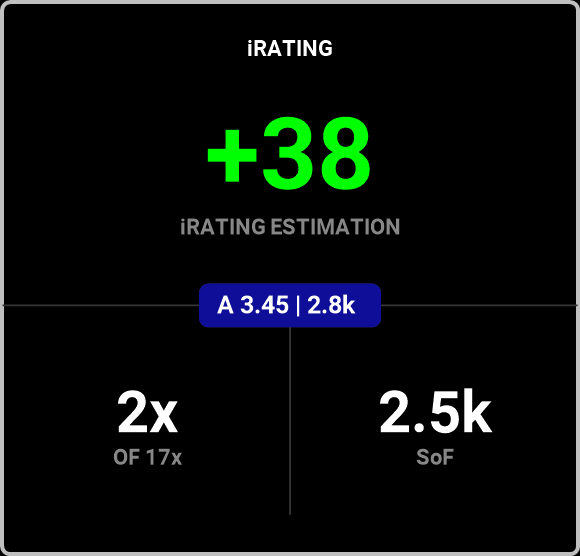 iRATING
+38
iRATING ESTIMATION
A 3.45 | 2.8k
2x
OF 17x
2.5k
SoF